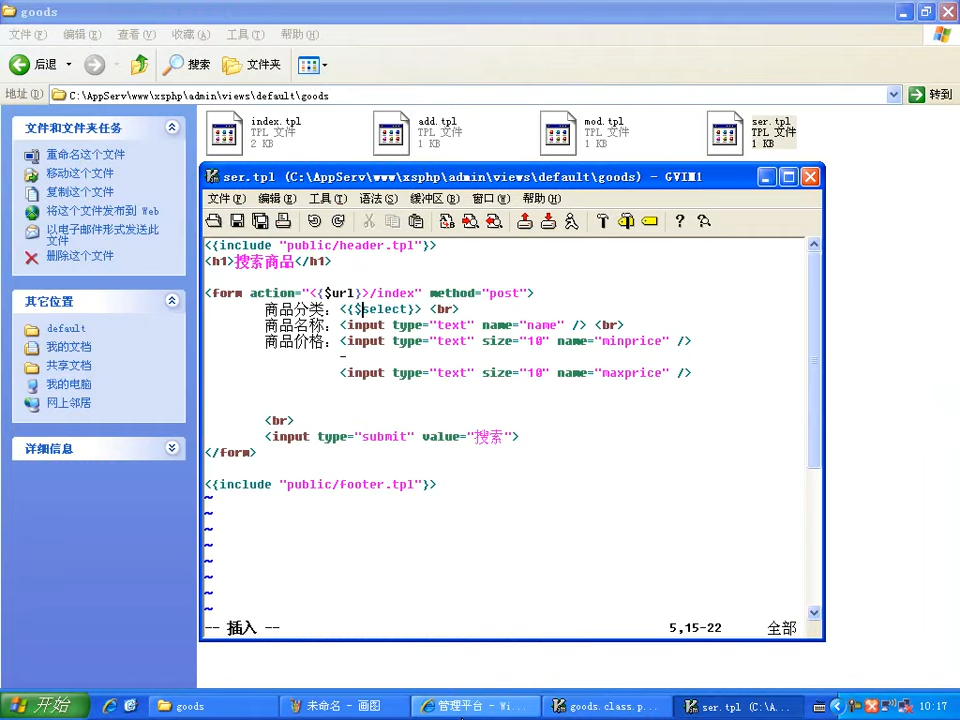 goods
文件(F) 编辑(E) 查看(V) 收藏(A) 工具(T) 帮助(H)
后退 搜索 文件夹
地址(D) C:\AppServ\www\xsphp\admin\views\default\goods 转到
文件和文件夹任务
重命名这个文件
移动这个文件
复制这个文件
将这个文件发布到 Web
以电子邮件形式发送此
文件
删除这个文件
其它位置
default
我的文档
共享文档
我的电脑
网上邻居
详细信息
index.tpl
TPL 文件
2 KB
add.tpl
TPL 文件
1 KB
mod.tpl
TPL 文件
1 KB
ser.tpl
TPL 文件
1 KB
ser.tpl (C:\AppServ\www\xsphp\admin\views\default\goods) - GVIM1
文件(F) 编辑(E) 工具(T) 语法(S) 缓冲区(B) 窗口(W) 帮助(H)
<{include "public/header.tpl"}>
<h1>搜索商品</h1>
<form action="<{$url}>/index" method="post">
商品分类：<{{$select}}> <br>
商品名称：<input type="text" name="name" /> <br>
商品价格：<input type="text" size="10" name="minprice" />
-
<input type="text" size="10" name="maxprice" />
<br>
<input type="submit" value="搜索">
</form>
<{include "public/footer.tpl"}>
~
~
~
~
~
~
~
~
-- 插入 -- 5,15-22 全部
开始 goods 未命名 - 画图 管理平台 - Wi... goods.class.p... ser.tpl (C:\A... 10:17